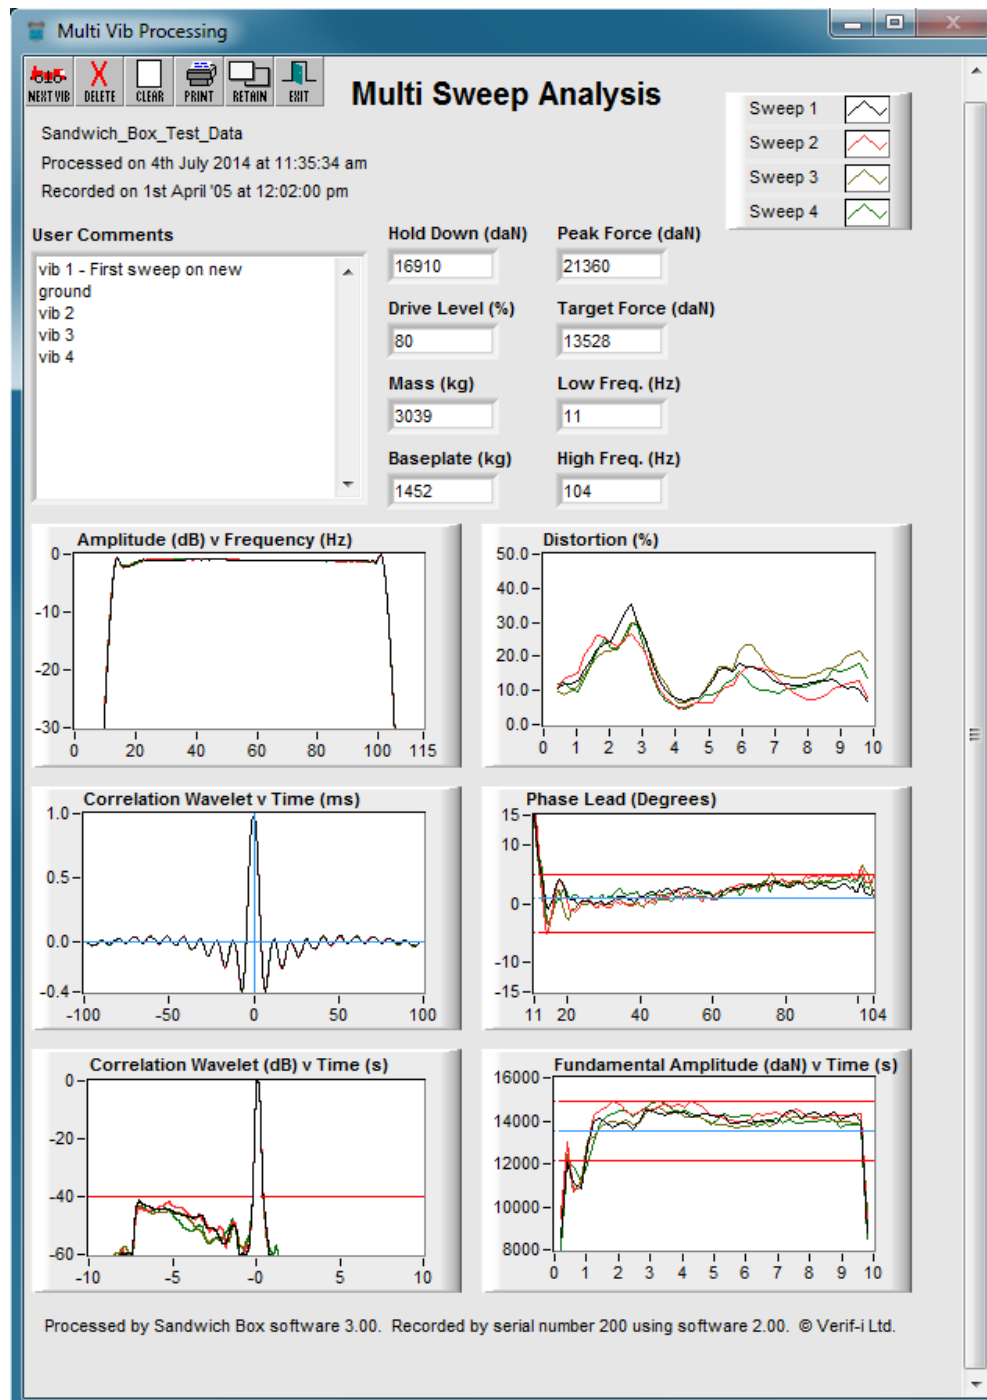 Multi Vib Processing
NEXT VIB DELETE CLEAR PRINT RETAIN EXIT
Multi Sweep Analysis
Sandwich_Box_Test_Data
Processed on 4th July 2014 at 11:35:34 am
Recorded on 1st April '05 at 12:02:00 pm
Sweep 1
Sweep 2
Sweep 3
Sweep 4
User Comments
vib 1 - First sweep on new
ground
vib 2
vib 3
vib 4
Hold Down (daN) Peak Force (daN)
16910 21360
Drive Level (%) Target Force (daN)
80 13528
Mass (kg) Low Freq. (Hz)
3039 11
Baseplate (kg) High Freq. (Hz)
1452 104
Amplitude (dB) v Frequency (Hz)
0
-10
-20
-30
0 20 40 60 80 100 115
Distortion (%)
50.0
40.0
30.0
20.0
10.0
0.0
0 1 2 3 4 5 6 7 8 9 10
Correlation Wavelet v Time (ms)
1.0
0.5
0.0
-0.4
-100 -50 0 50 100
Phase Lead (Degrees)
15
10
0
-10
-15
11 20 40 60 80 104
Correlation Wavelet (dB) v Time (s)
0
-20
-40
-60
-10 -5 -0 5 10
Fundamental Amplitude (daN) v Time (s)
16000
14000
12000
10000
8000
0 1 2 3 4 5 6 7 8 9 10
Processed by Sandwich Box software 3.00. Recorded by serial number 200 using software 2.00. © Verif-i Ltd.